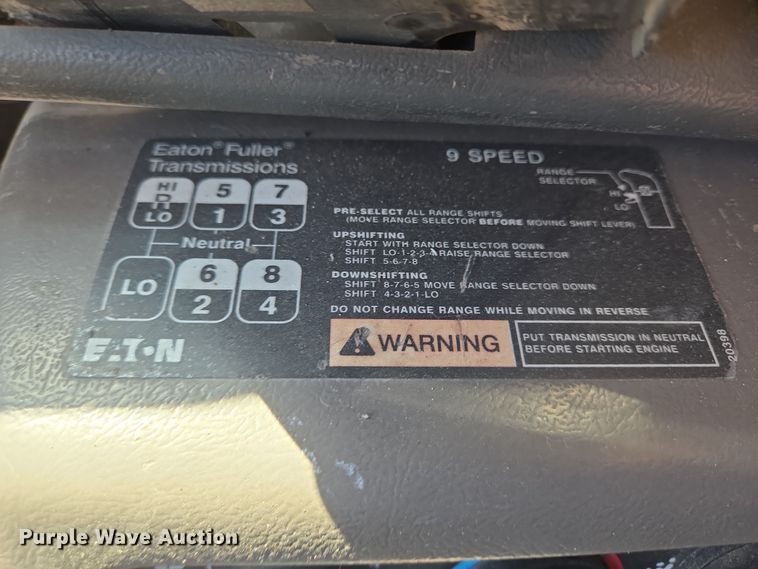 Eaton® Fuller®
Transmissions
9 SPEED
RANGE
SELECTOR
HI
LO
HI
R
LO
5
1
7
3
Neutral
LO
6
2
8
4
PRE-SELECT ALL RANGE SHIFTS
(MOVE RANGE SELECTOR BEFORE MOVING SHIFT LEVER)
UPSHIFTING
START WITH RANGE SELECTOR DOWN
SHIFT LO-1-2-3-4 RAISE RANGE SELECTOR
SHIFT 5-6-7-8
DOWNSHIFTING
SHIFT 8-7-6-5 MOVE RANGE SELECTOR DOWN
SHIFT 4-3-2-1-LO
DO NOT CHANGE RANGE WHILE MOVING IN REVERSE
WARNING
PUT TRANSMISSION IN NEUTRAL
BEFORE STARTING ENGINE
20398
EATON
Purple Wave Auction